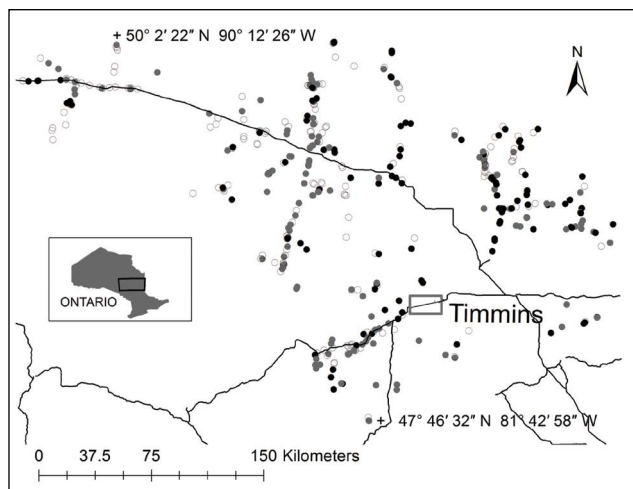 + 50° 2′ 22″ N 90° 12′ 26″ W
N
ONTARIO
Timmins
+ 47° 46′ 32″ N 81° 42′ 58″ W
0 37.5 75 150 Kilometers